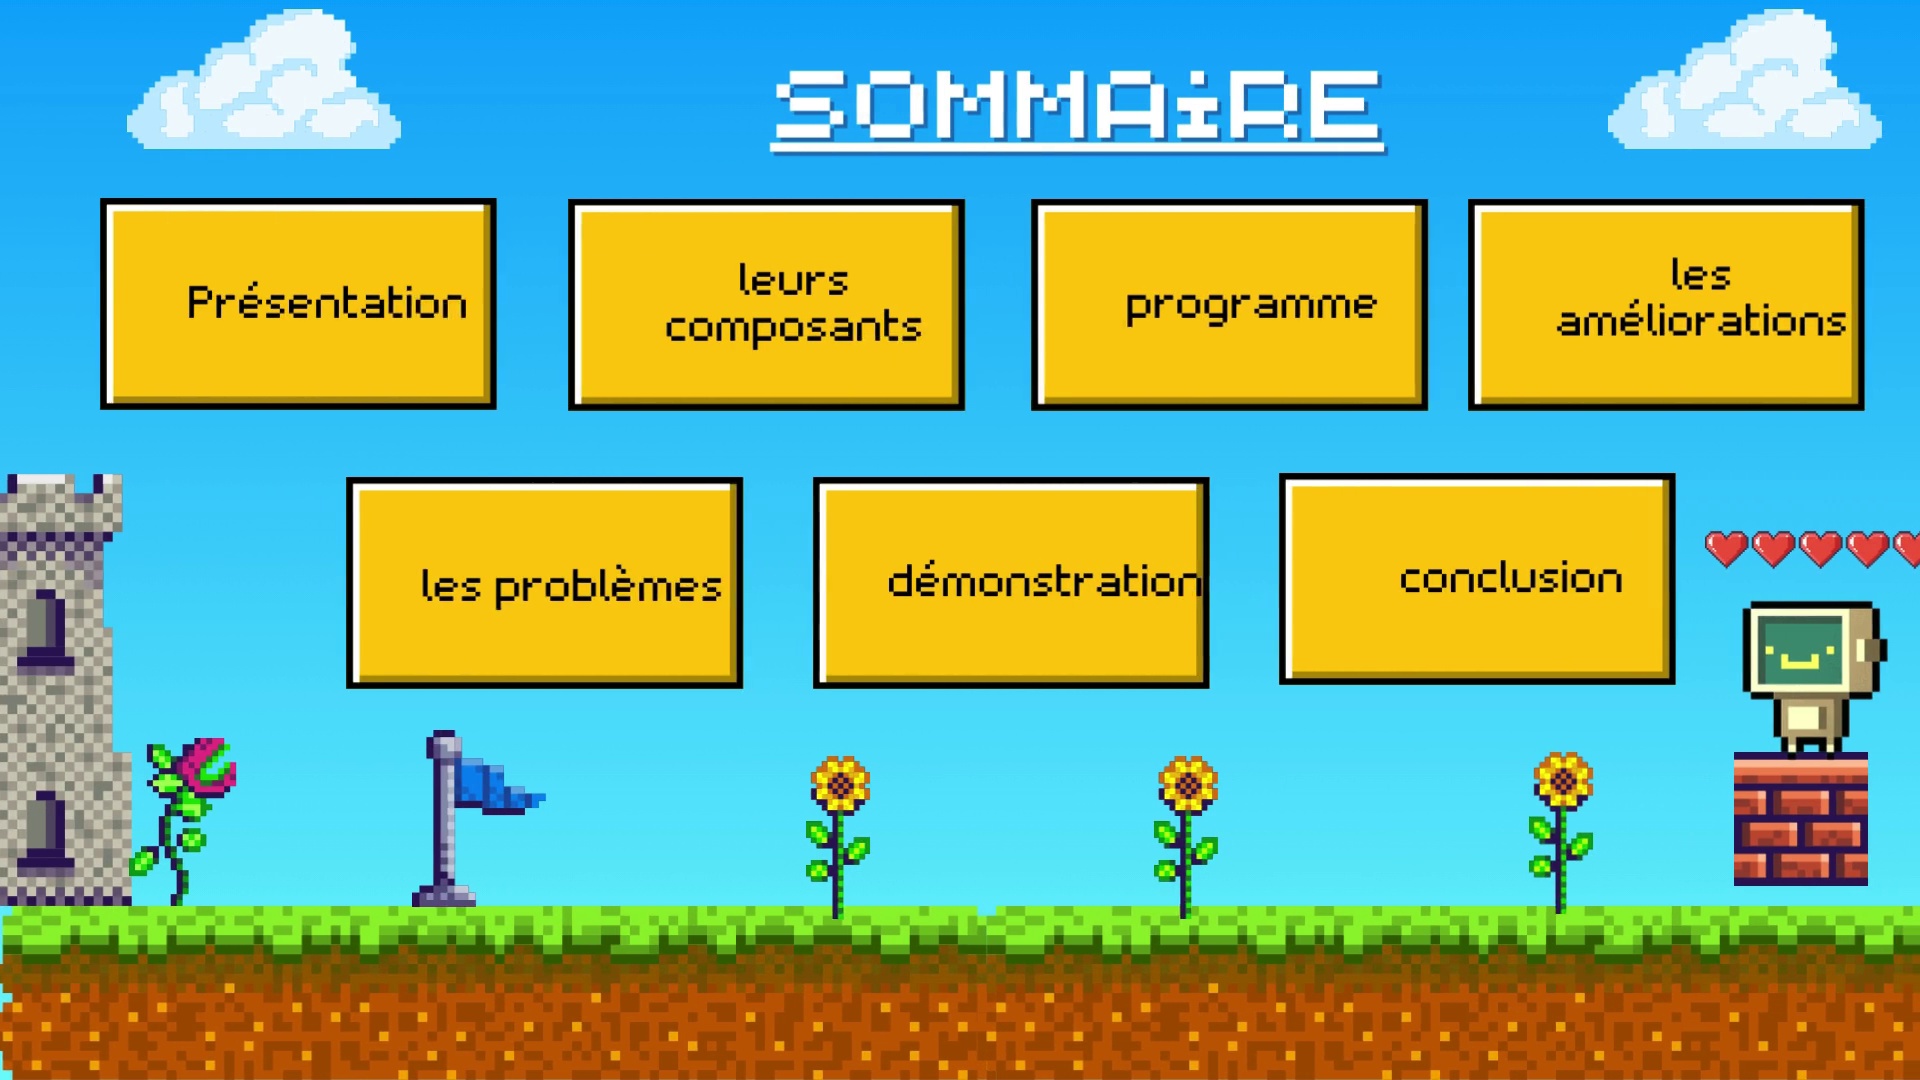 SOMMAiRE
Présentation
leurs
composants
programme
les
améliorations
les problèmes
démonstration
conclusion